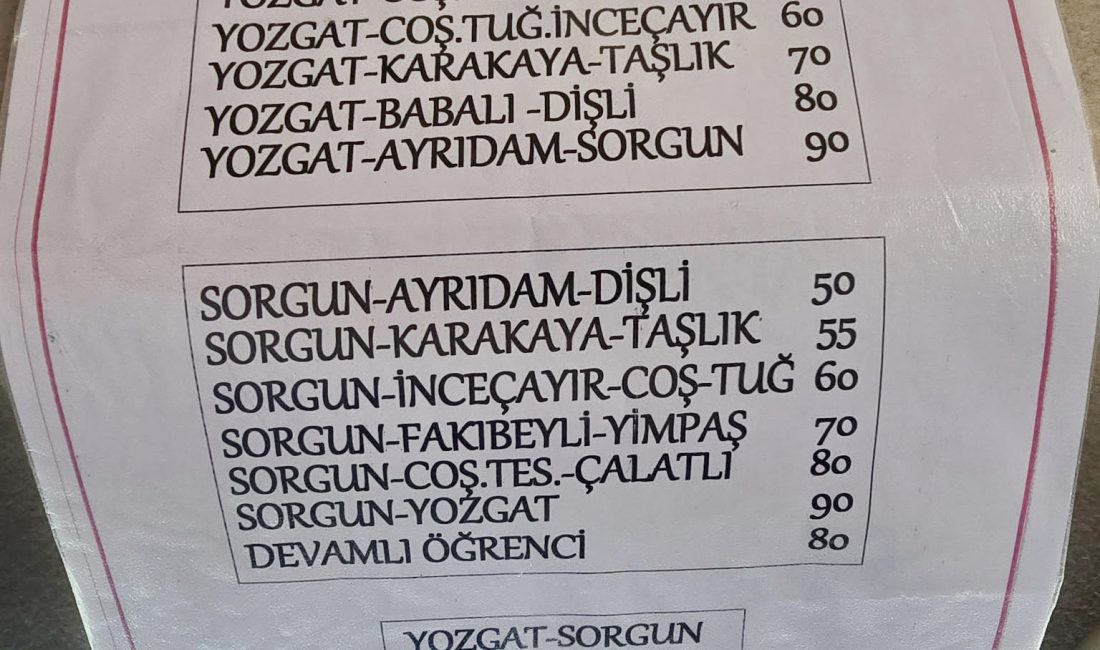 YOZGAT-COŞ.TUĞ.İNCEÇAYIR 60
YOZGAT-KARAKAYA-TAŞLIK 70
YOZGAT-BABALI -DİŞLİ 80
YOZGAT-AYRIDAM-SORGUN 90
SORGUN-AYRIDAM-DİŞLİ 50
SORGUN-KARAKAYA-TAŞLIK 55
SORGUN-İNCEÇAYIR-COŞ-TUĞ 60
SORGUN-FAKIBEYLİ-YİMPAŞ 70
SORGUN-COŞ.TES.-ÇALATLI 80
SORGUN-YOZGAT 90
DEVAMLI ÖĞRENCİ 80
YOZGAT-SORGUN